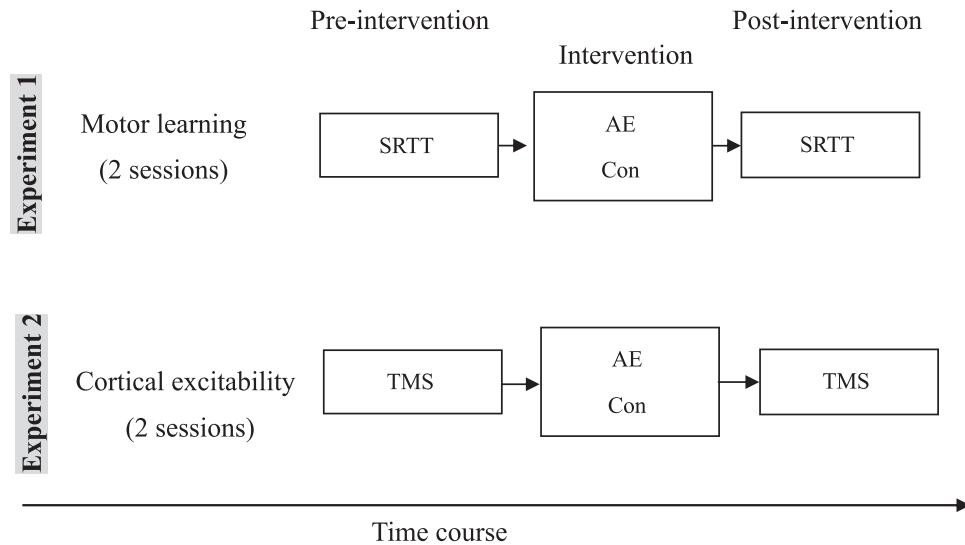 Pre-intervention
Post-intervention
Intervention
Experiment 1
Motor learning
(2 sessions)
SRTT
AE
Con
SRTT
Experiment 2
Cortical excitability
(2 sessions)
TMS
AE
Con
TMS
Time course